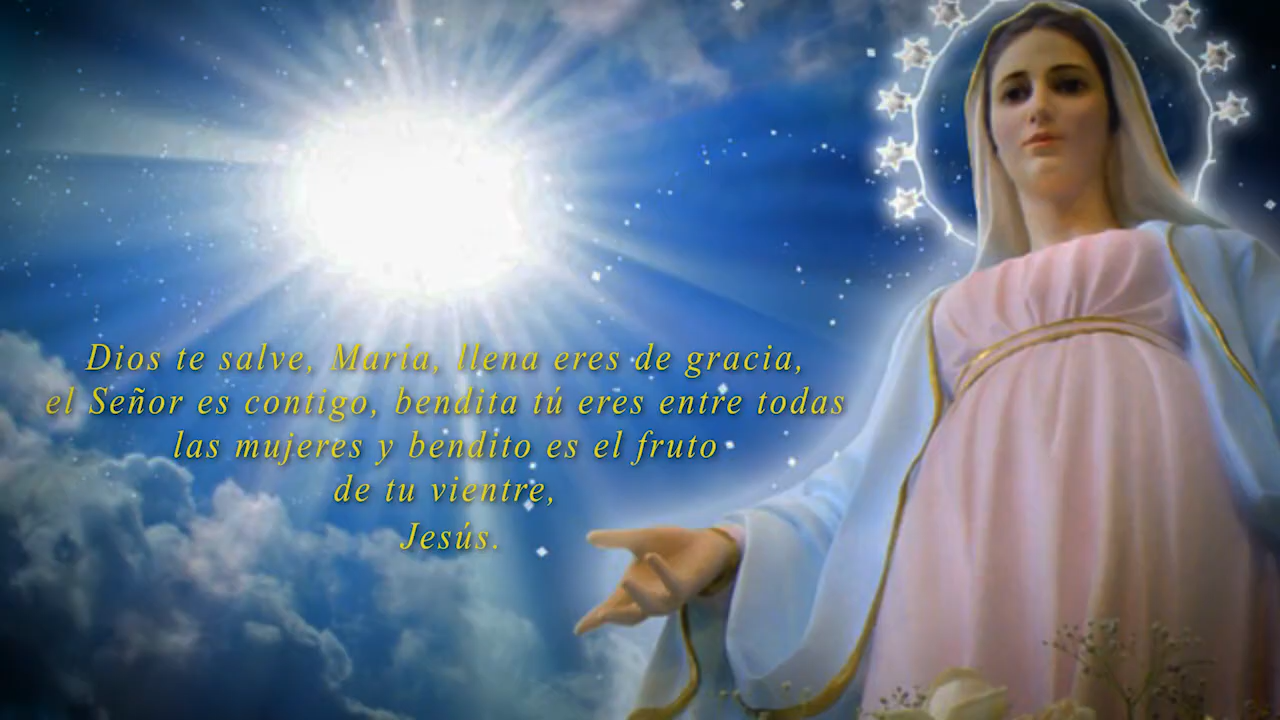 Dios te salve, María, llena eres de gracia,
el Señor es contigo, bendita tú eres entre todas
las mujeres y bendito es el fruto
de tu vientre,
Jesús.